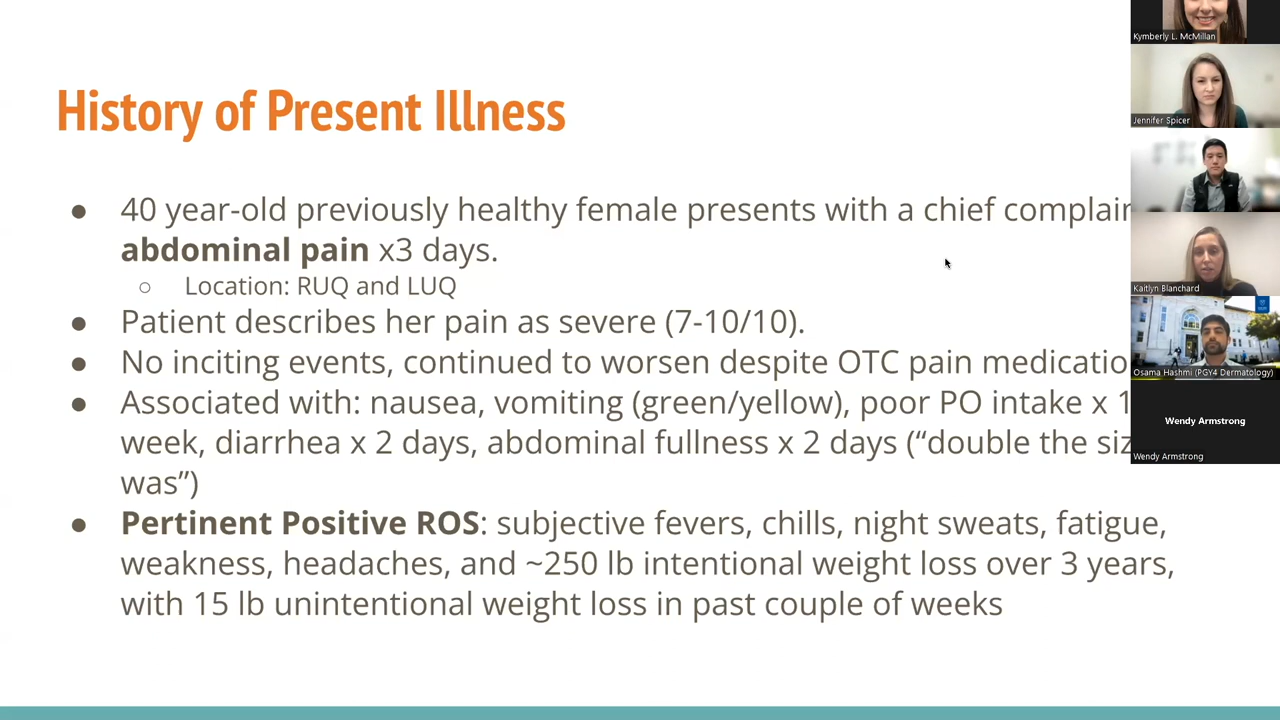 History of Present Illness
● 40 year-old previously healthy female presents with a chief
abdominal pain x3 days.
○ Location: RUQ and LUQ
● Patient describes her pain as severe (7-10/10).
● No inciting events, continued to worsen despite OTC pain
● Associated with: nausea, vomiting (green/yellow), poor PO intake x 1
week, diarrhea x 2 days, abdominal fullness x 2 days (“double the
was”)
● Pertinent Positive ROS: subjective fevers, chills, night sweats, fatigue,
weakness, headaches, and ~250 lb intentional weight loss over 3 years,
with 15 lb unintentional weight loss in past couple of weeks
Kymberly L. McMillan
Jennifer Spicer
Kaitlyn Blanchard
Osama Hashmi (PGY4 Dermatology)
Wendy Armstrong
Wendy Armstrong